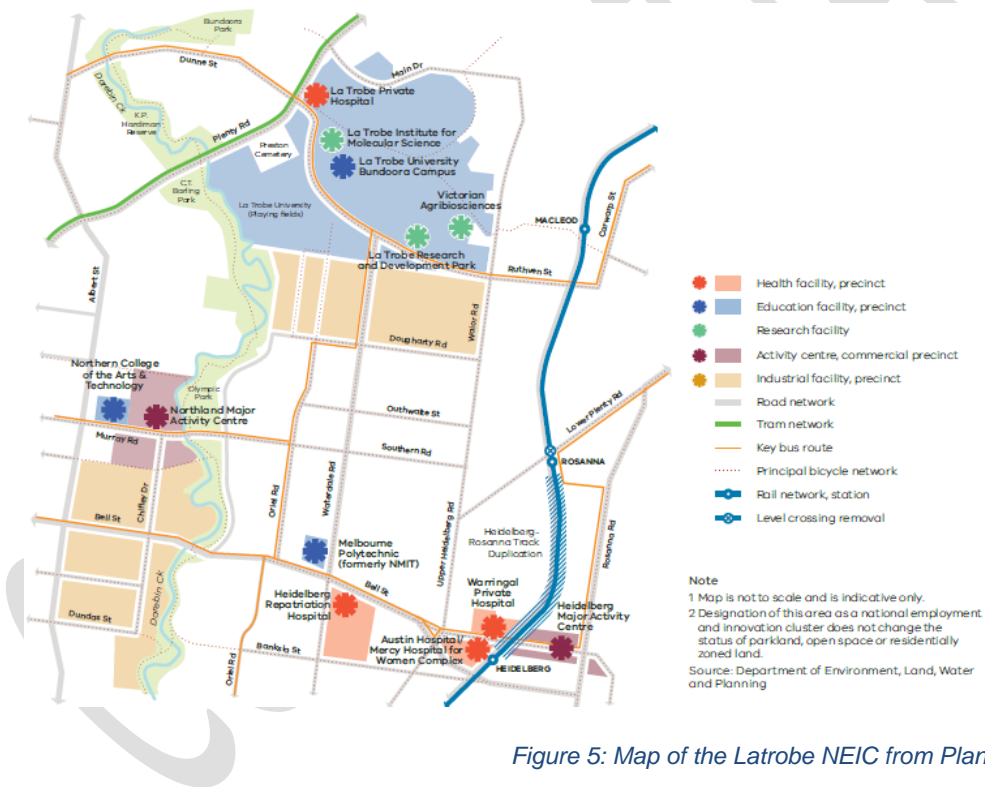 Bundoora
Park
Dunne St
Main Dr
Darebin Ck
La Trobe Private
Hospital
K.P.
Hardiman
Reserve
Plenty Rd
La Trobe Institute for
Molecular Science
Preston
Cemetery
La Trobe University
Bundoora Campus
C.T.
Barling
Park
La Trobe University
(Playing fields)
Victorian
Agribiosciences
MACLEOD
Carwarp St
La Trobe Research
and Development Park
Ruthven St
Albert St
Waiora Rd
Dougharty Rd
Northern College
of the Arts &
Technology
Olympic
Park
Northland Major
Activity Centre
Outhwaite St
Lower Plenty Rd
Murray Rd
Southern Rd
ROSANNA
Chifley Dr
Oriel Rd
Waterdale Rd
Bell St
Upper Heidelberg Rd
Heidelberg-
Rosanna Track
Duplication
Rosanna Rd
Melbourne
Polytechnic
(formerly NMIT)
Bell St
Warringal
Private
Hospital
Heidelberg
Repatriation
Hospital
Heidelberg
Major Activity
Centre
Darebin Ck
Dundas St
Austin Hospital/
Mercy Hospital for
Women Complex
Banksia St
Oriel Rd
HEIDELBERG
Health facility, precinct
Education facility, precinct
Research facility
Activity centre, commercial precinct
Industrial facility, precinct
Road network
Tram network
Key bus route
Principal bicycle network
Rail network, station
Level crossing removal
Note
1 Map is not to scale and is indicative only.
2 Designation of this area as a national employment
and innovation cluster does not change the
status of parkland, open space or residentially
zoned land.
Source: Department of Environment, Land, Water
and Planning
Figure 5: Map of the Latrobe NEIC from Plan